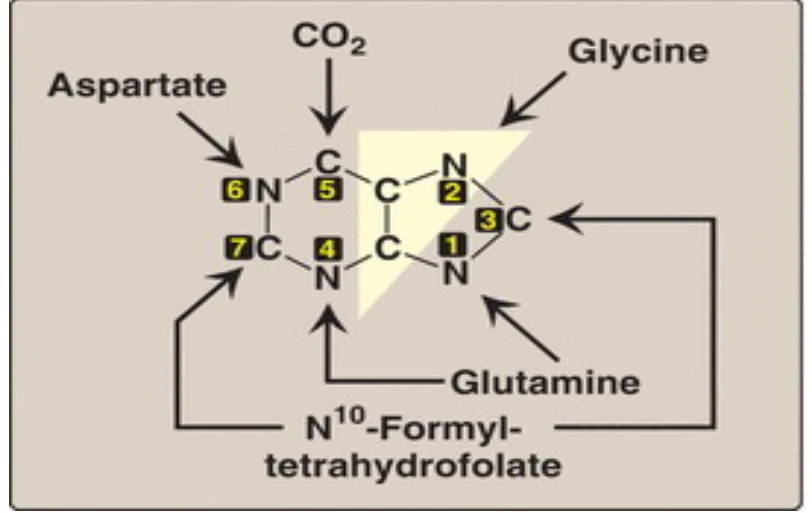 CO₂
Glycine
Aspartate
C
N
6 N
5
C
2
3 C
7 C
4
C
1
N
N
Glutamine
N¹⁰-Formyl-
tetrahydrofolate